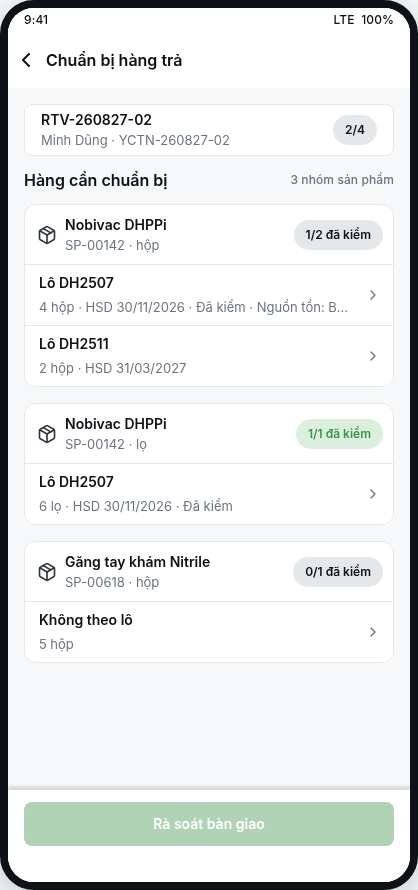 9:41 LTE 100%
Chuẩn bị hàng trả
RTV-260827-02
Minh Dũng · YCTN-260827-02
2/4
Hàng cần chuẩn bị
3 nhóm sản phẩm
Nobivac DHPPi
SP-00142 · hộp
1/2 đã kiểm
Lô DH2507
4 hộp · HSD 30/11/2026 · Đã kiểm · Nguồn tồn: B...
Lô DH2511
2 hộp · HSD 31/03/2027
Nobivac DHPPi
SP-00142 · lọ
1/1 đã kiểm
Lô DH2507
6 lọ · HSD 30/11/2026 · Đã kiểm
Găng tay khám Nitrile
SP-00618 · hộp
0/1 đã kiểm
Không theo lô
5 hộp
Rà soát bàn giao